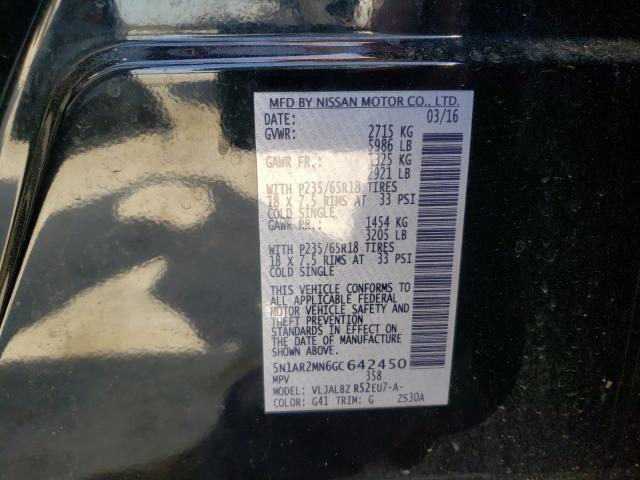 MFD BY NISSAN MOTOR CO., LTD.
DATE: 03/16
GVWR: 2715 KG
5986 LB
GAWR FR.: 1325 KG
2921 LB
WITH P235/65R18 TIRES
18 X 7.5 RIMS AT 33 PSI
COLD SINGLE
GAWR RR.: 1454 KG
3205 LB
WITH P235/65R18 TIRES
18 X 7.5 RIMS AT 33 PSI
COLD SINGLE
THIS VEHICLE CONFORMS TO
ALL APPLICABLE FEDERAL
MOTOR VEHICLE SAFETY AND
THEFT PREVENTION
STANDARDS IN EFFECT ON
THE DATE OF MANUFACTURE
SHOWN ABOVE.
5N1AR2MN6GC642450
MPV 358
MODEL: VLJALBZ R52EU7-A-
COLOR: G41 TRIM: G ZS30A